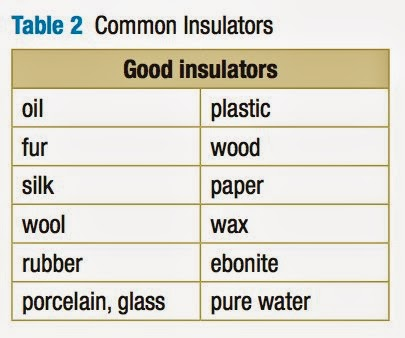 Table 2 Common Insulators
Good insulators
oil plastic
fur wood
silk paper
wool wax
rubber ebonite
porcelain, glass pure water